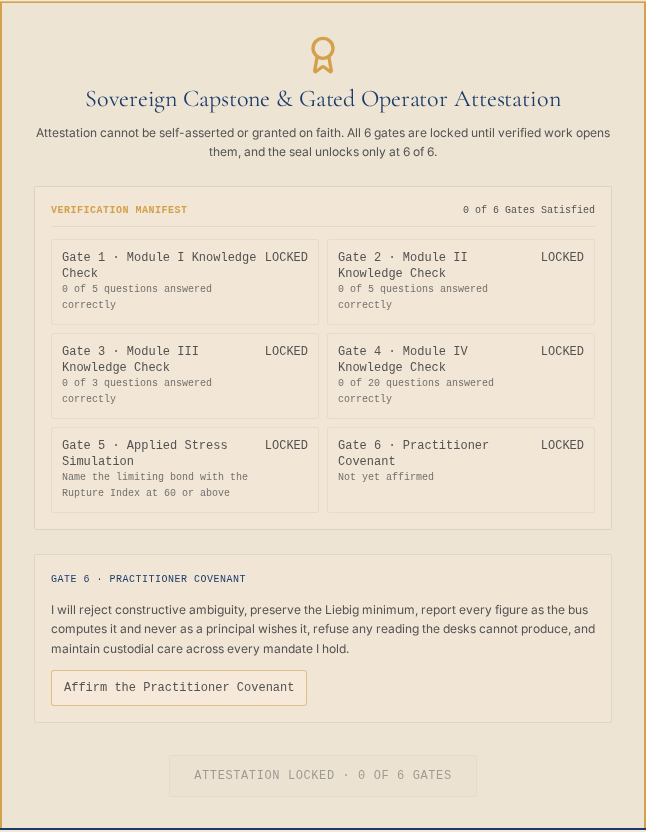 Sovereign Capstone & Gated Operator Attestation
Attestation cannot be self-asserted or granted on faith. All 6 gates are locked until verified work opens
them, and the seal unlocks only at 6 of 6.
VERIFICATION MANIFEST
0 of 6 Gates Satisfied
Gate 1 · Module I Knowledge
Check
LOCKED
0 of 5 questions answered
correctly
Gate 2 · Module II
Knowledge Check
LOCKED
0 of 5 questions answered
correctly
Gate 3 · Module III
Knowledge Check
LOCKED
0 of 3 questions answered
correctly
Gate 4 · Module IV
Knowledge Check
LOCKED
0 of 20 questions answered
correctly
Gate 5 · Applied Stress
Simulation
LOCKED
Name the limiting bond with the
Rupture Index at 60 or above
Gate 6 · Practitioner
Covenant
LOCKED
Not yet affirmed
GATE 6 · PRACTITIONER COVENANT
I will reject constructive ambiguity, preserve the Liebig minimum, report every figure as the bus
computes it and never as a principal wishes it, refuse any reading the desks cannot produce, and
maintain custodial care across every mandate I hold.
Affirm the Practitioner Covenant
ATTESTATION LOCKED · 0 OF 6 GATES